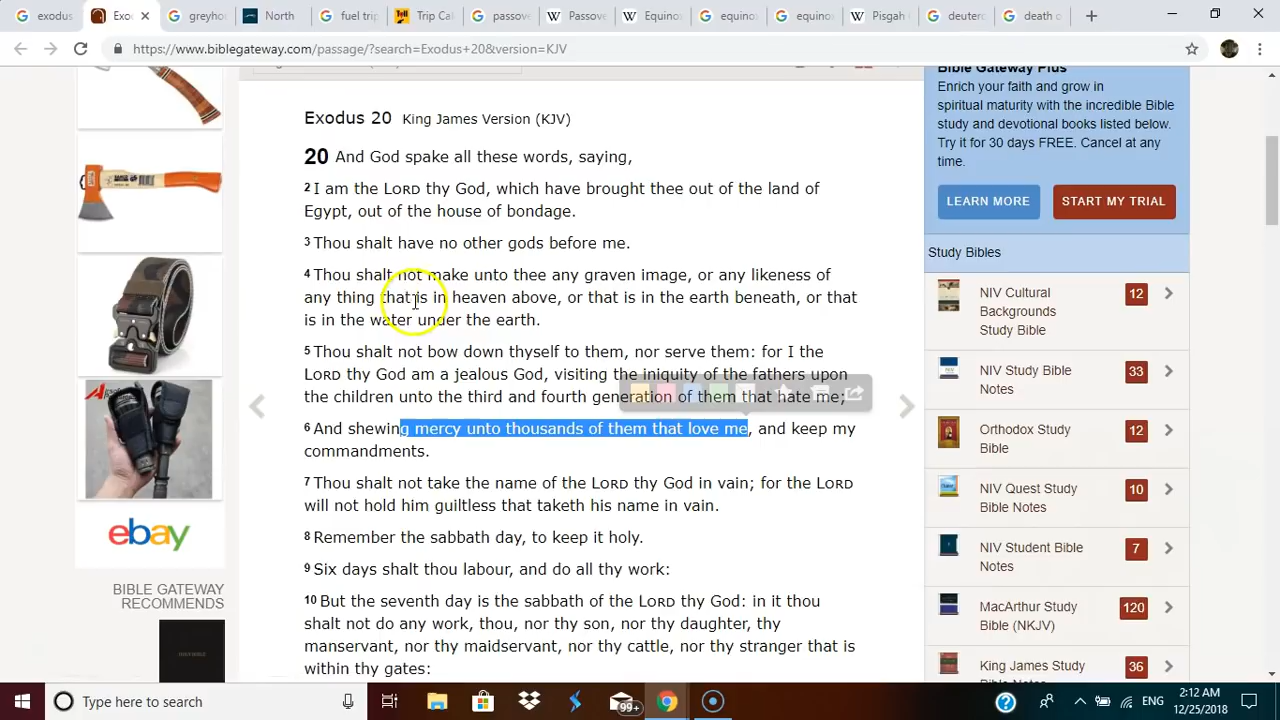 exodus
Exo
greyho
North
fuel trip
Trip Ca
passov
Passov
Equino
equino
equino
Pisgah
deuter
death o
https://www.biblegateway.com/passage/?search=Exodus+20&version=KJV
Exodus 20 King James Version (KJV)
20 And God spake all these words, saying,
2 I am the LORD thy God, which have brought thee out of the land of
Egypt, out of the house of bondage.
3 Thou shalt have no other gods before me.
4 Thou shalt not make unto thee any graven image, or any likeness of
any thing that is in heaven above, or that is in the earth beneath, or that
is in the water under the earth.
5 Thou shalt not bow down thyself to them, nor serve them: for I the
LORD thy God am a jealous God, visiting the iniquity of the fathers upon
the children unto the third and fourth generation of them that hate me;
6 And shewing mercy unto thousands of them that love me, and keep my
commandments.
7 Thou shalt not take the name of the LORD thy God in vain; for the LORD
will not hold him guiltless that taketh his name in vain.
8 Remember the sabbath day, to keep it holy.
9 Six days shalt thou labour, and do all thy work:
10 But the seventh day is the sabbath of the LORD thy God: in it thou
shalt not do any work, thou, nor thy son, nor thy daughter, thy
manservant, nor thy maidservant, nor thy cattle, nor thy stranger that is
within thy gates:
ebay
BIBLE GATEWAY
RECOMMENDS
Bible Gateway Plus
Enrich your faith and grow in
spiritual maturity with the incredible Bible
study and devotional books listed below.
Try it for 30 days FREE. Cancel at any
time.
LEARN MORE
START MY TRIAL
Study Bibles
NIV Cultural
Backgrounds
Study Bible
12
NIV Study Bible
Notes
33
Orthodox Study
Bible
12
NIV Quest Study
Bible Notes
10
NIV Student Bible
Notes
7
MacArthur Study
Bible (NKJV)
120
King James Study
36
Type here to search
99+
ENG
2:12 AM
12/25/2018